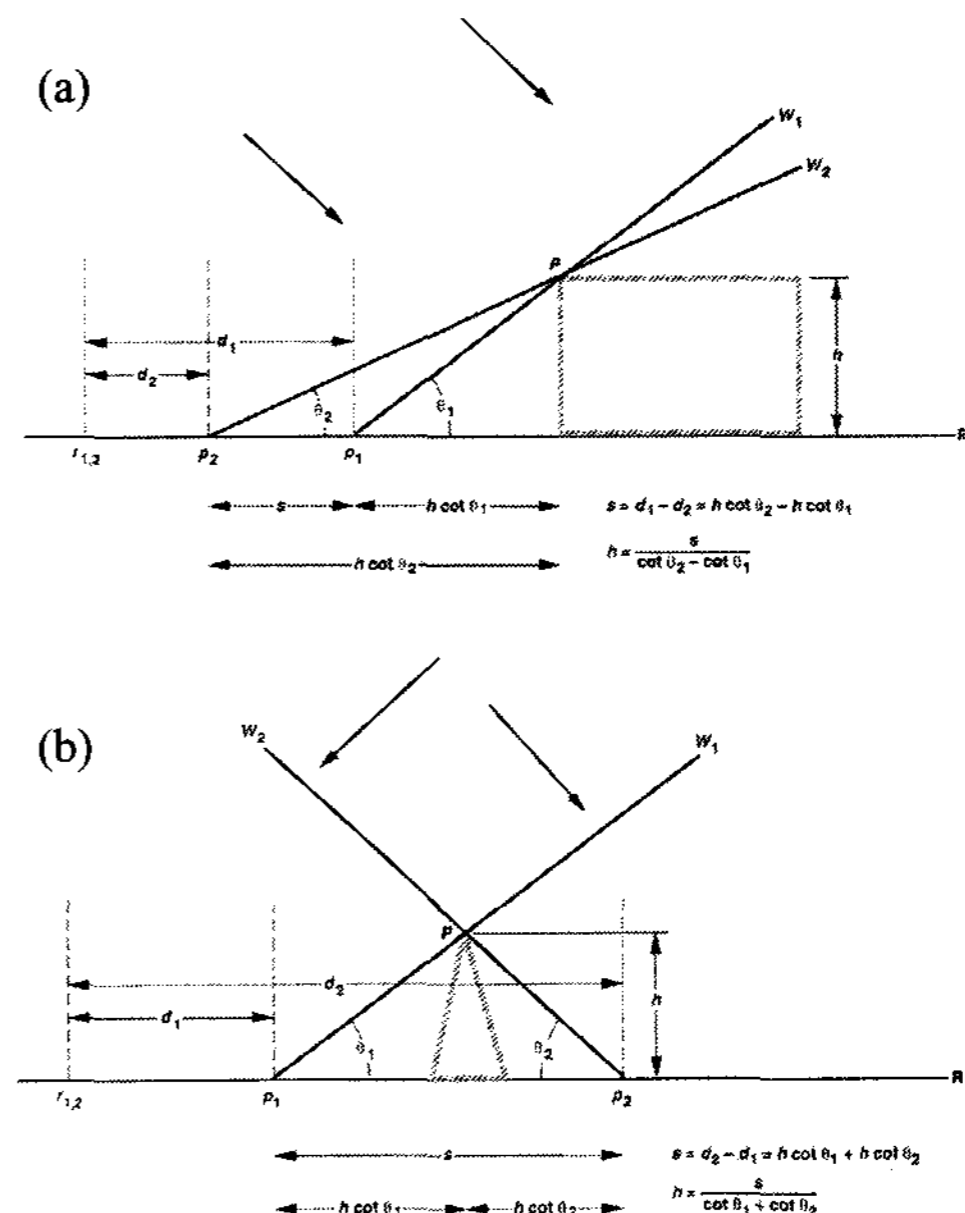 (a)
W₁
W₂
P
d₁
d₂
h
θ₂
θ₁
r₁,₂
p₂
p₁
R
s
h cot θ₁
s = d₁ − d₂ = h cot θ₂ − h cot θ₁
h cot θ₂
h = s / (cot θ₂ − cot θ₁)
(b)
W₂
W₁
P
d₂
h
d₁
θ₁
θ₂
r₁,₂
p₁
p₂
R
s
s = d₂ − d₁ = h cot θ₁ + h cot θ₂
h cot θ₁
h cot θ₂
h = s / (cot θ₁ + cot θ₂)